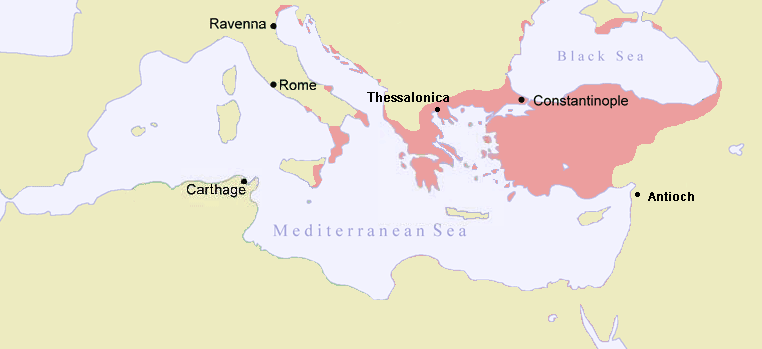 Ravenna
Black Sea
Rome
Thessalonica
Constantinople
Carthage
Antioch
Mediterranean Sea